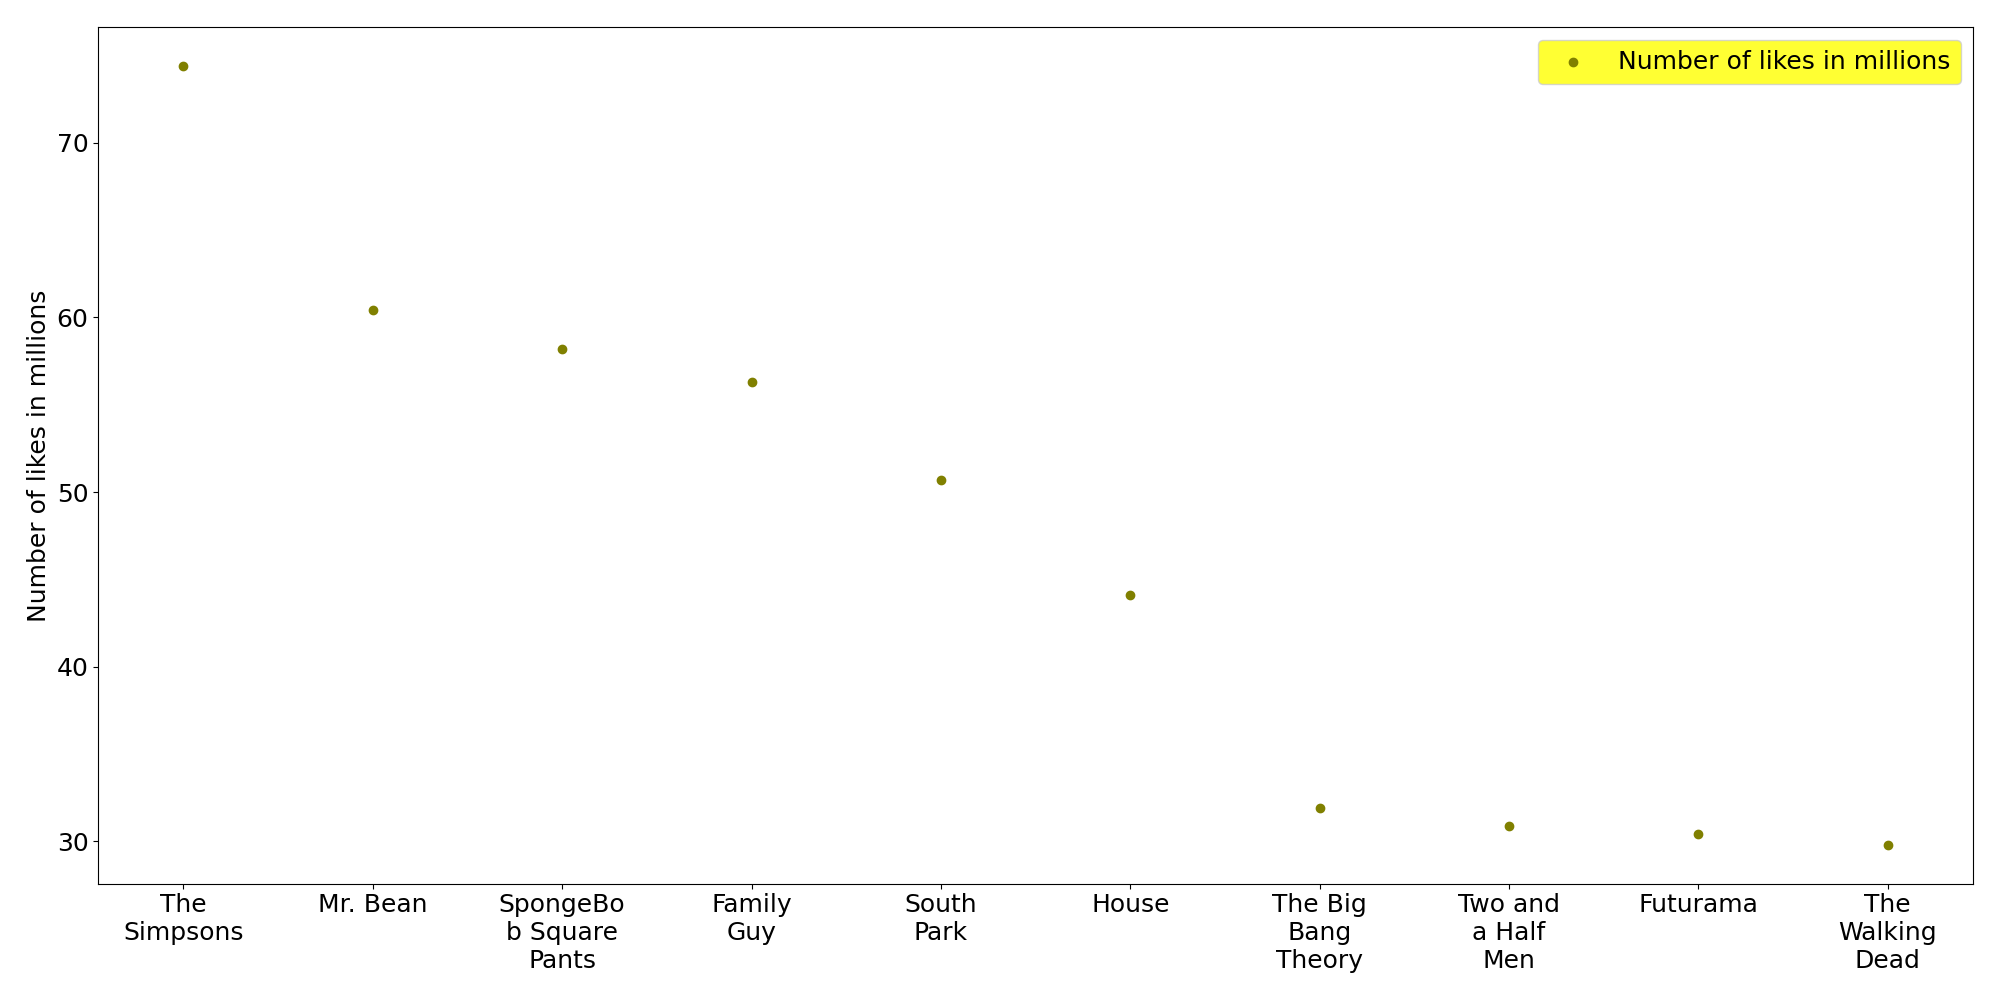 Number of likes in millions
Number of likes in millions
70
60
50
40
30
The
Simpsons
Mr. Bean
SpongeBo
b Square
Pants
Family
Guy
South
Park
House
The Big
Bang
Theory
Two and
a Half
Men
Futurama
The
Walking
Dead